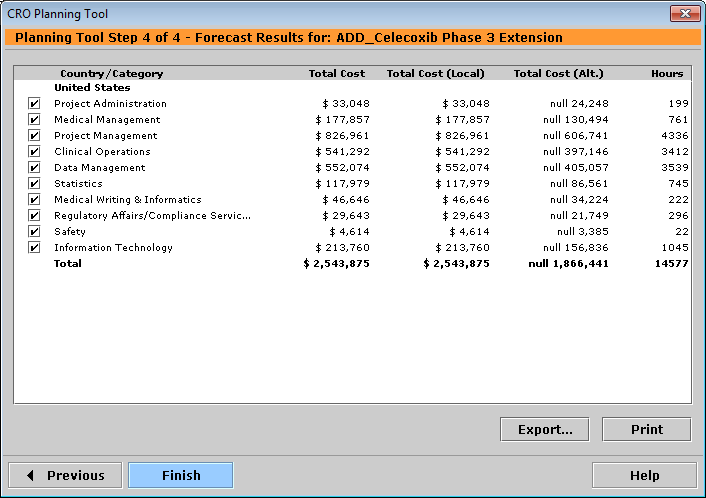 CRO Planning Tool
Planning Tool Step 4 of 4 - Forecast Results for: ADD_Celecoxib Phase 3 Extension
Country/Category Total Cost Total Cost (Local) Total Cost (Alt.) Hours
United States
Project Administration $ 33,048 $ 33,048 null 24,248 199
Medical Management $ 177,857 $ 177,857 null 130,494 761
Project Management $ 826,961 $ 826,961 null 606,741 4336
Clinical Operations $ 541,292 $ 541,292 null 397,146 3412
Data Management $ 552,074 $ 552,074 null 405,057 3539
Statistics $ 117,979 $ 117,979 null 86,561 745
Medical Writing & Informatics $ 46,646 $ 46,646 null 34,224 222
Regulatory Affairs/Compliance Servic... $ 29,643 $ 29,643 null 21,749 296
Safety $ 4,614 $ 4,614 null 3,385 22
Information Technology $ 213,760 $ 213,760 null 156,836 1045
Total $ 2,543,875 $ 2,543,875 null 1,866,441 14577
Export... Print
Previous Finish Help